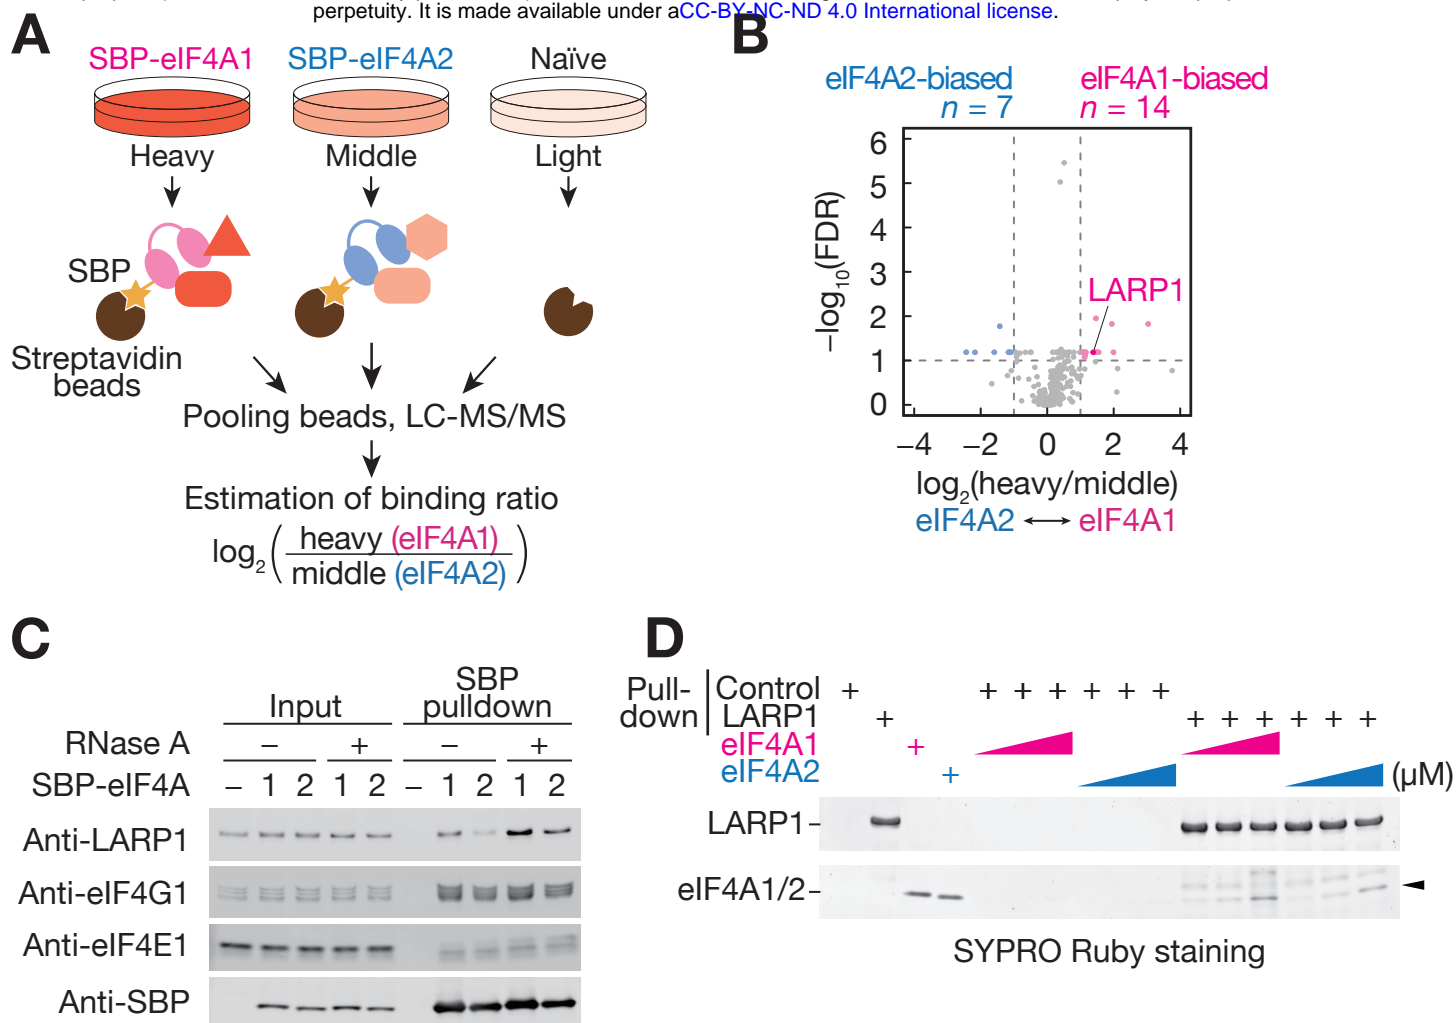 perpetuity. It is made available under aCC-BY-NC-ND 4.0 International license.
A
SBP-eIF4A1
SBP-eIF4A2
Naïve
Heavy
Middle
Light
SBP
Streptavidin
beads
Pooling beads, LC-MS/MS
Estimation of binding ratio
log2(heavy (eIF4A1)
middle (eIF4A2))
B
eIF4A2-biased
n = 7
eIF4A1-biased
n = 14
−log10(FDR)
6
5
4
3
2
1
0
LARP1
−4 −2 0 2 4
log2(heavy/middle)
eIF4A2 ↔ eIF4A1
C
Input
SBP
pulldown
RNase A − + − +
SBP-eIF4A − 1 2 1 2 − 1 2 1 2
Anti-LARP1
Anti-eIF4G1
Anti-eIF4E1
Anti-SBP
D
Pull-
down
Control + + + + + + +
LARP1 + + + + + + +
eIF4A1 +
eIF4A2 + (μM)
LARP1
eIF4A1/2
SYPRO Ruby staining